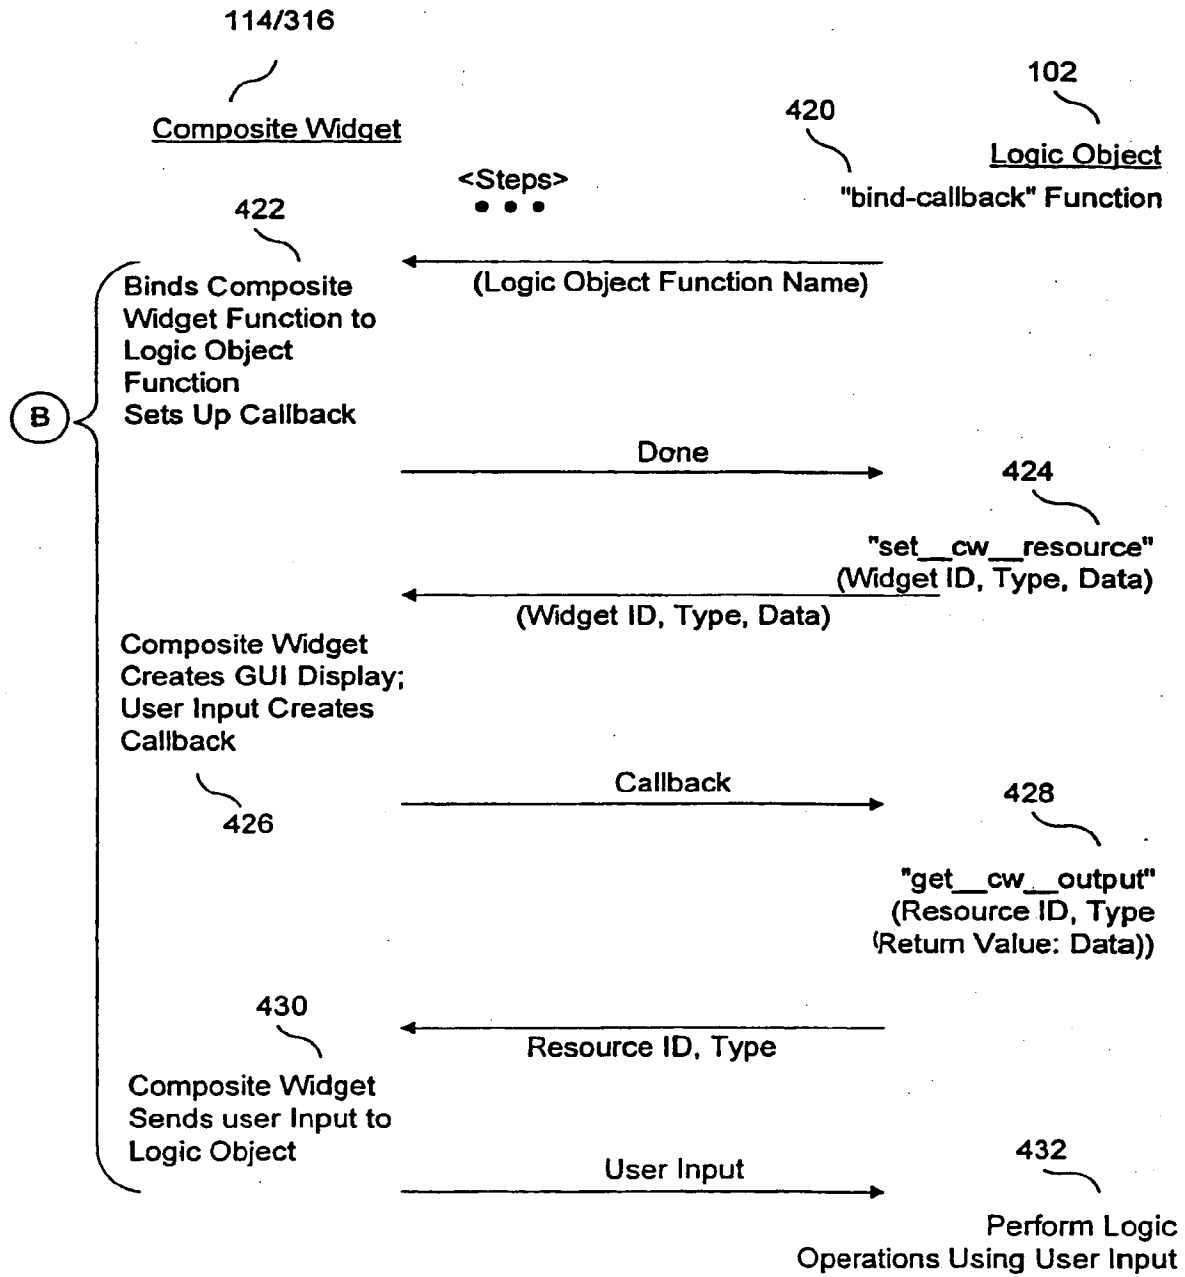 114/316
Composite Widget
102
Logic Object
420
"bind-callback" Function
<Steps>
• • •
422
(Logic Object Function Name)
Binds Composite
Widget Function to
Logic Object
Function
Sets Up Callback
B
Done
424
"set__cw__resource"
(Widget ID, Type, Data)
(Widget ID, Type, Data)
Composite Widget
Creates GUI Display;
User Input Creates
Callback
426
Callback
428
"get__cw__output"
(Resource ID, Type
(Return Value: Data))
430
Resource ID, Type
Composite Widget
Sends user Input to
Logic Object
User Input
432
Perform Logic
Operations Using User Input